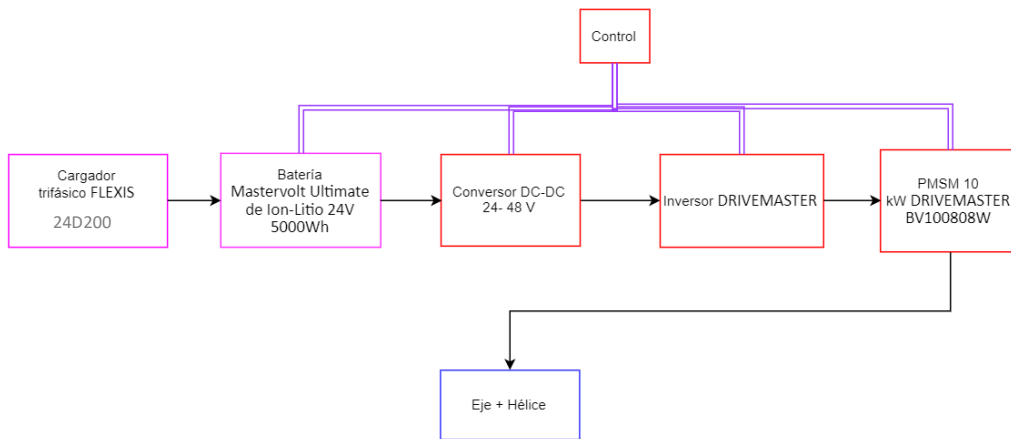 Control
Cargador
trifásico FLEXIS
24D200
Batería
Mastervolt Ultimate
de Ion-Litio 24V
5000Wh
Conversor DC-DC
24- 48 V
Inversor DRIVEMASTER
PMSM 10
kW DRIVEMASTER
BV100808W
Eje + Hélice